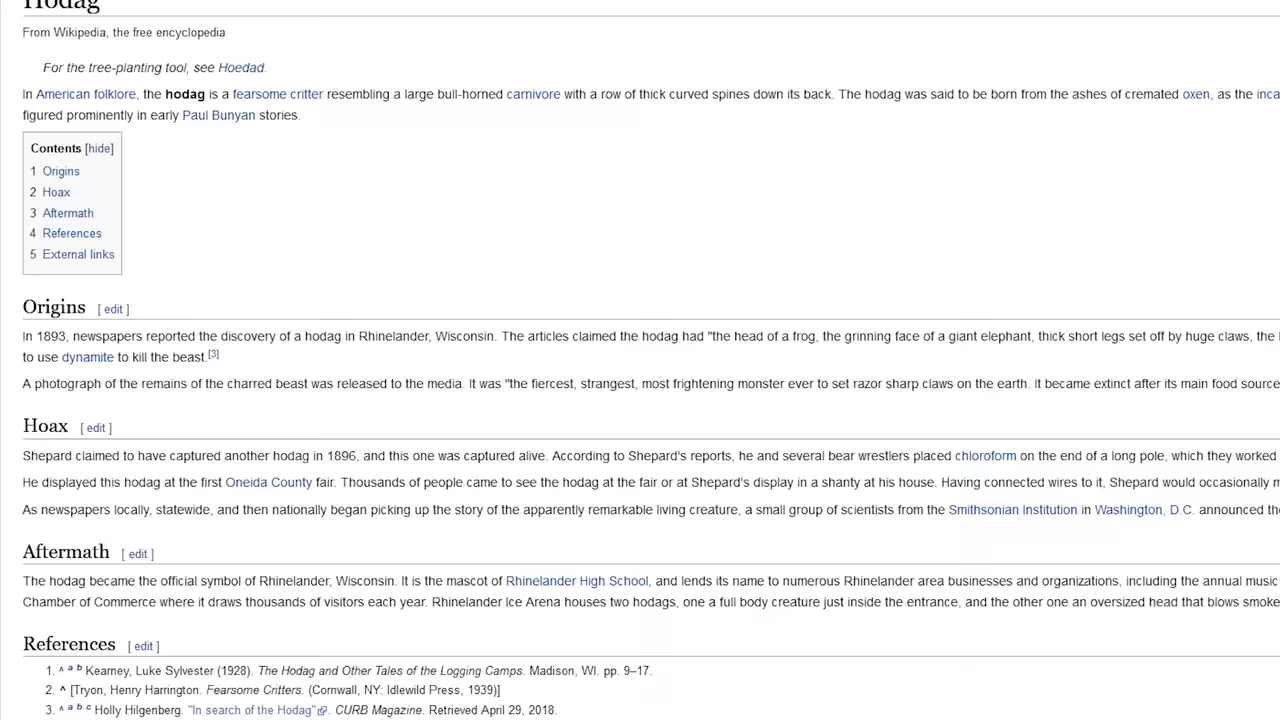 Hodag
From Wikipedia, the free encyclopedia
For the tree-planting tool, see Hoedad.
In American folklore, the hodag is a fearsome critter resembling a large bull-horned carnivore with a row of thick curved spines down its back. The hodag was said to be born from the ashes of cremated oxen, as the inca
figured prominently in early Paul Bunyan stories.
Contents [hide]
1 Origins
2 Hoax
3 Aftermath
4 References
5 External links
Origins [ edit ]
In 1893, newspapers reported the discovery of a hodag in Rhinelander, Wisconsin. The articles claimed the hodag had "the head of a frog, the grinning face of a giant elephant, thick short legs set off by huge claws, the
to use dynamite to kill the beast.[3]
A photograph of the remains of the charred beast was released to the media. It was "the fiercest, strangest, most frightening monster ever to set razor sharp claws on the earth. It became extinct after its main food source
Hoax [ edit ]
Shepard claimed to have captured another hodag in 1896, and this one was captured alive. According to Shepard's reports, he and several bear wrestlers placed chloroform on the end of a long pole, which they worked
He displayed this hodag at the first Oneida County fair. Thousands of people came to see the hodag at the fair or at Shepard's display in a shanty at his house. Having connected wires to it, Shepard would occasionally m
As newspapers locally, statewide, and then nationally began picking up the story of the apparently remarkable living creature, a small group of scientists from the Smithsonian Institution in Washington, D.C. announced the
Aftermath [ edit ]
The hodag became the official symbol of Rhinelander, Wisconsin. It is the mascot of Rhinelander High School, and lends its name to numerous Rhinelander area businesses and organizations, including the annual music
Chamber of Commerce where it draws thousands of visitors each year. Rhinelander Ice Arena houses two hodags, one a full body creature just inside the entrance, and the other one an oversized head that blows smoke
References [ edit ]
1. ^ a b Kearney, Luke Sylvester (1928). The Hodag and Other Tales of the Logging Camps. Madison, WI. pp. 9–17.
2. ^ [Tryon, Henry Harrington. Fearsome Critters. (Cornwall, NY: Idlewild Press, 1939)]
3. ^ a b c Holly Hilgenberg. "In search of the Hodag". CURB Magazine. Retrieved April 29, 2018.